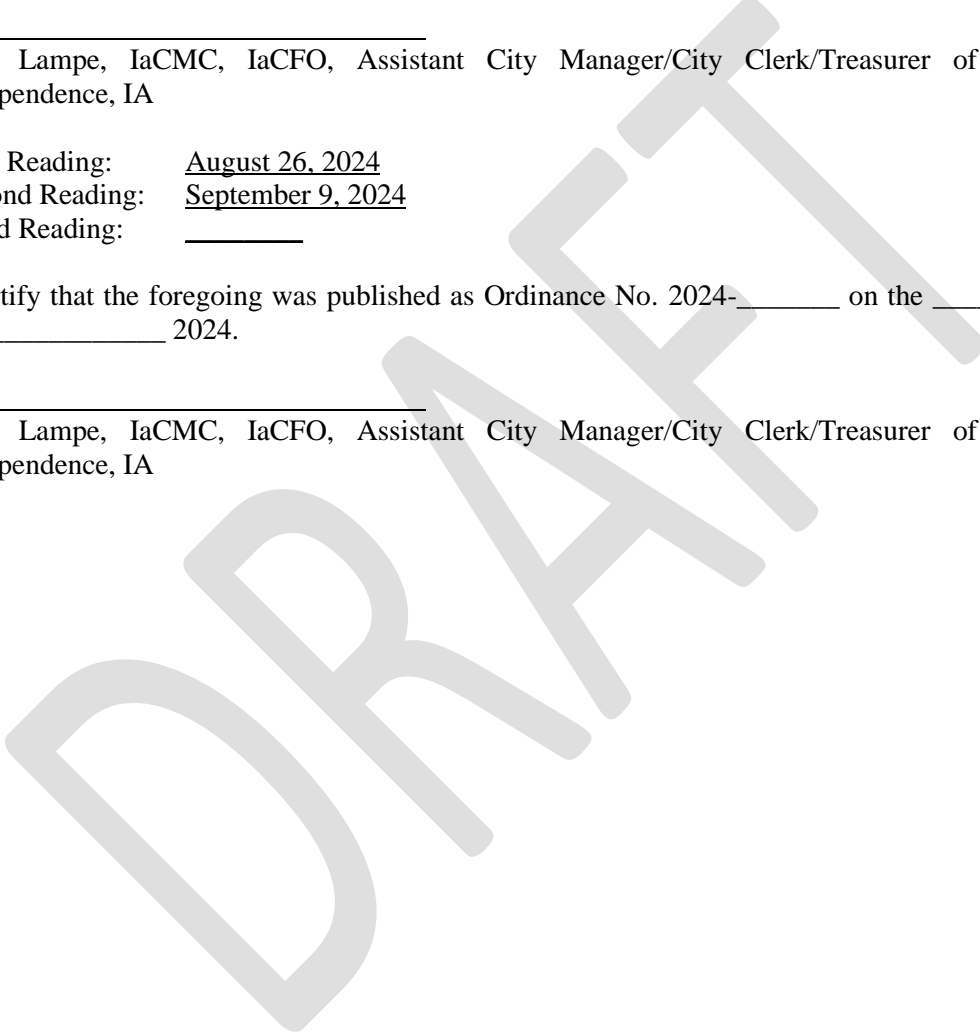 Lampe, IaCMC, IaCFO, Assistant City Manager/City Clerk/Treasurer of
pendence, IA
Reading: August 26, 2024
ond Reading: September 9, 2024
d Reading: ________
tify that the foregoing was published as Ordinance No. 2024-_______ on the ____
___________ 2024.
Lampe, IaCMC, IaCFO, Assistant City Manager/City Clerk/Treasurer of
pendence, IA
DRAFT